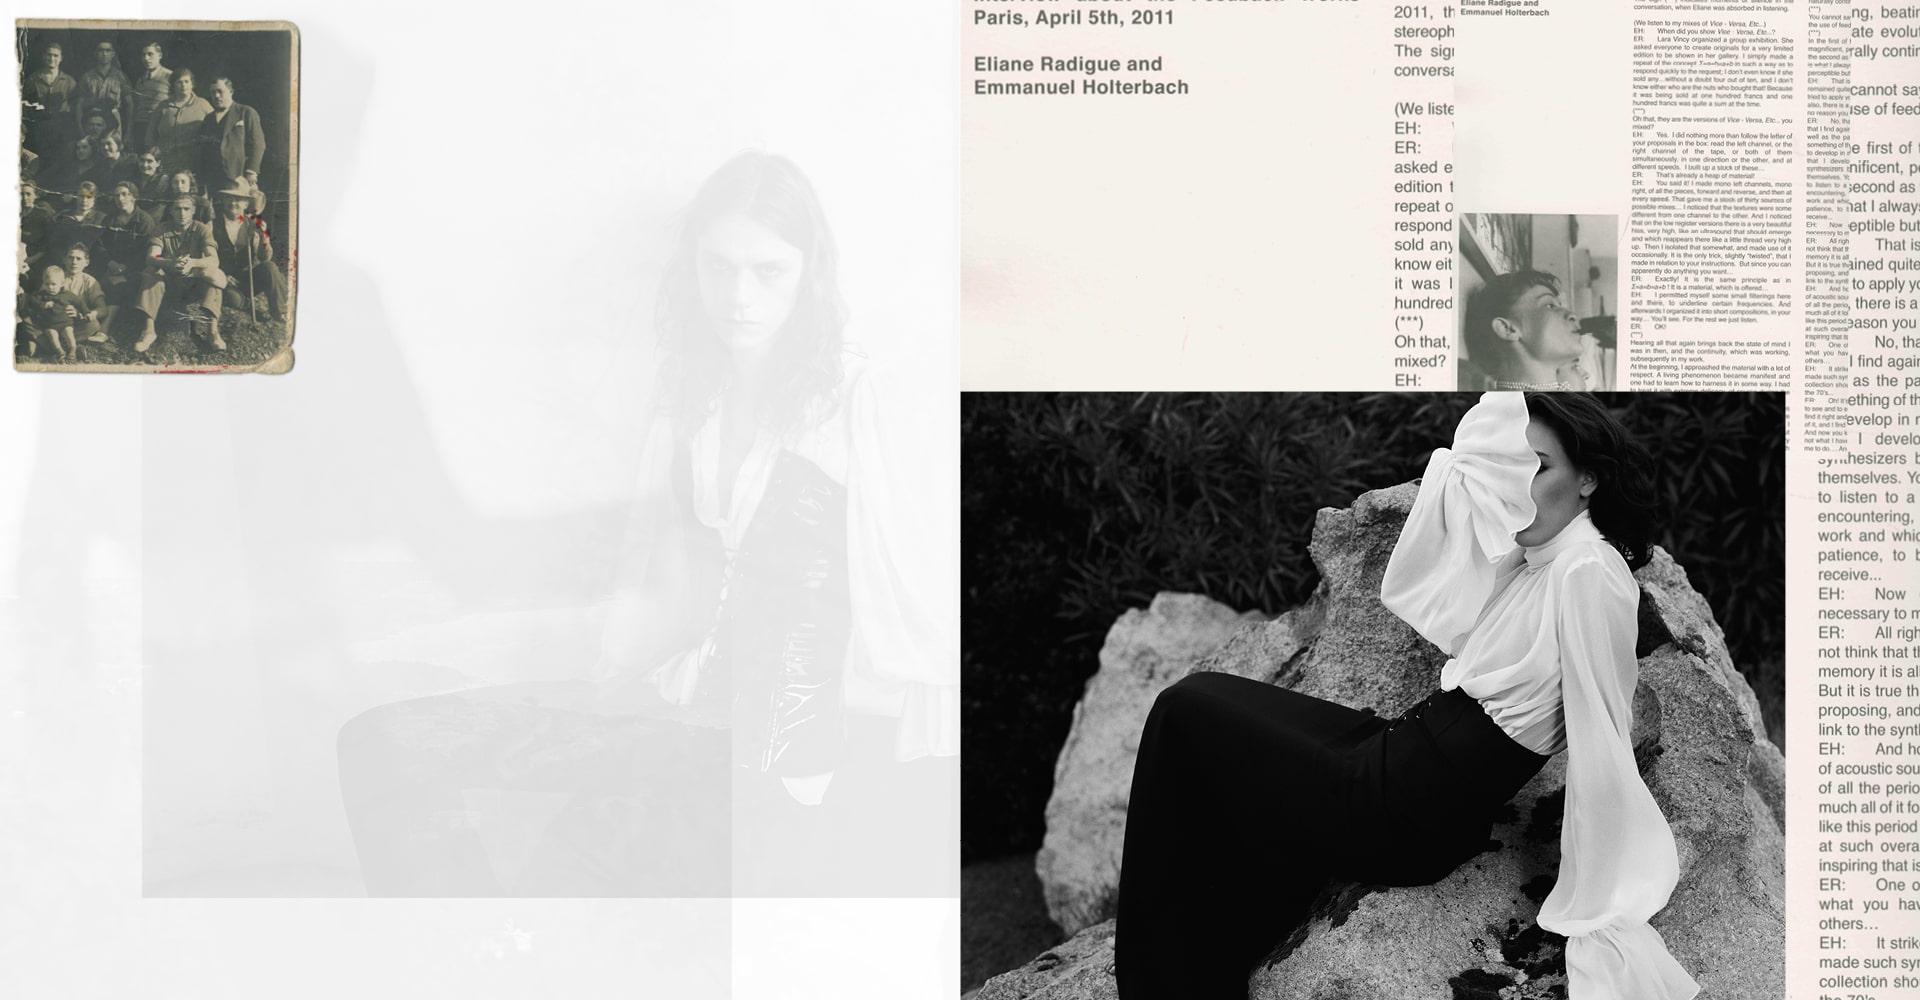 Interview about the Feedback Works
Paris, April 5th, 2011
Eliane Radigue and
Emmanuel Holterbach
2011, th
stereoph
The sig
conversa
(We liste
EH:
ER:
asked e
edition t
repeat o
respond
sold any
know eit
it was l
hundred
(***)
Oh that,
mixed?
EH:
Eliane Radigue and
Emmanuel Holterbach
conversation, when Eliane was absorbed in listening.
(We listen to my mixes of Vice - Versa, Etc...)
EH: When did you show Vice - Versa, Etc...?
ER: Lara Vincy organized a group exhibition. She
asked everyone to create originals for a very limited
edition to be shown in her gallery. I simply made a
repeat of the concept Σ=a=b=a+b in such a way as to
respond quickly to the request; I don't even know if she
sold any...without a doubt four out of ten, and I don't
know either who are the nuts who bought that! Because
it was being sold at one hundred francs and one
hundred francs was quite a sum at the time.
(***)
Oh that, they are the versions of Vice - Versa, Etc... you
mixed?
EH: Yes. I did nothing more than follow the letter of
your proposals in the box: read the left channel, or the
right channel of the tape, or both of them
simultaneously, in one direction or the other, and at
different speeds. I built up a stock of these...
ER: That's already a heap of material!
EH: You said it! I made mono left channels, mono
right, of all the pieces, forward and reverse, and then at
every speed. That gave me a stock of thirty sources of
possible mixes... I noticed that the textures were some
different from one channel to the other. And I noticed
that on the low register versions there is a very beautiful
hiss, very high, like an ultrasound that should emerge
and which reappears there like a little thread very high
up. Then I isolated that somewhat, and made use of it
occasionally. It is the only trick, slightly "twisted", that I
made in relation to your instructions. But since you can
apparently do anything you want...
ER: Exactly! It is the same principle as in
Σ=a=b=a+b ! It is a material, which is offered...
EH: I permitted myself some small filterings here
and there, to underline certain frequencies. And
afterwards I organized it into short compositions, in your
way... You'll see. For the rest we just listen.
ER: OK!
(***)
Hearing all that again brings back the state of mind I
was in then, and the continuity, which was working,
subsequently in my work.
At the beginning, I approached the material with a lot of
respect. A living phenomenon became manifest and
one had to learn how to harness it in some way. I had
(***)
You cannot sa
the use of feed
(***)
In the first of
magnificent, p
the second as
is what I always
perceptible but
EH: That is
remained quite
tried to apply yo
also, there is a
no reason you
ER: No, tha
that I find again
well as the pa
something of th
to develop in r
that I develo
synthesizers b
themselves. Yo
to listen to a
encountering,
work and whic
patience, to b
receive...
EH: Now
necessary to m
ER: All righ
not think that th
memory it is al
But it is true th
proposing, and
link to the synt
EH: And ho
of acoustic sou
of all the perio
much all of it fo
like this period
at such overa
inspiring that is
ER: One o
what you hav
others...
EH: It strik
made such syn
collection sho
the 70's...
ER: Oh! It's
to see and to e
find it right and
of it, and I find
And now you k
not what I have
me to do...
ng, beatin
ate evolut
rally contin
cannot say
use of feed
e first of t
nificent, pe
second as
hat I always
eptible but
That is
ained quite
to apply yo
there is a
eason you
No, tha
I find again
as the pa
ething of th
evelop in r
I develo
synthesizers b
themselves. Yo
to listen to a
encountering,
work and whic
patience, to b
receive...
EH: Now
necessary to m
ER: All righ
not think that th
memory it is al
But it is true th
proposing, and
link to the synt
EH: And ho
of acoustic sou
of all the perio
much all of it fo
like this period
at such overa
inspiring that is
ER: One o
what you hav
others...
EH: It strik
made such syn
collection sho
the 70's